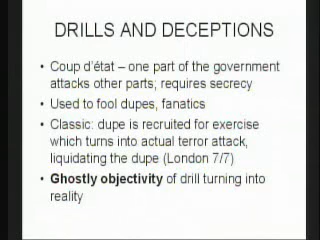 DRILLS AND DECEPTIONS
• Coup d'état – one part of the government
attacks other parts; requires secrecy
• Used to fool dupes, fanatics
• Classic: dupe is recruited for exercise
which turns into actual terror attack,
liquidating the dupe (London 7/7)
• Ghostly objectivity of drill turning into
reality